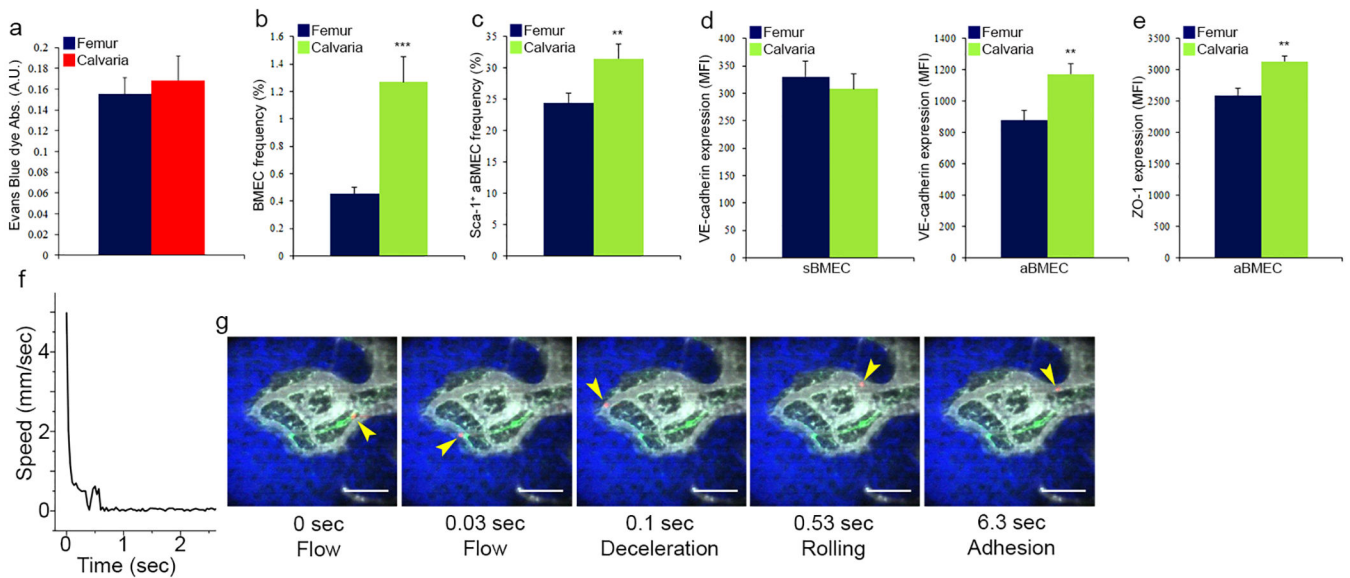 a
Femur
Calvaria
Evans Blue dye Abs. (A.U.)
0.2
0.18
0.16
0.14
0.12
0.1
0.08
0.06
0.04
0.02
0
b
Femur
Calvaria
***
BMEC frequency (%)
1.6
1.4
1.2
1
0.8
0.6
0.4
0.2
0
c
Femur
Calvaria
**
Sca-1+ aBMEC frequency (%)
40
35
30
25
20
15
10
5
0
d
Femur
Calvaria
VE-cadherin expression (MFI)
400
350
300
250
200
150
100
50
0
sBMEC
Femur
Calvaria
**
VE-cadherin expression (MFI)
1400
1200
1000
800
600
400
200
0
aBMEC
e
Femur
Calvaria
**
ZO-1 expression (MFI)
3500
3000
2500
2000
1500
1000
500
0
aBMEC
f
Speed (mm/sec)
4
2
0
0 1 2
Time (sec)
g
0 sec
Flow
0.03 sec
Flow
0.1 sec
Deceleration
0.53 sec
Rolling
6.3 sec
Adhesion